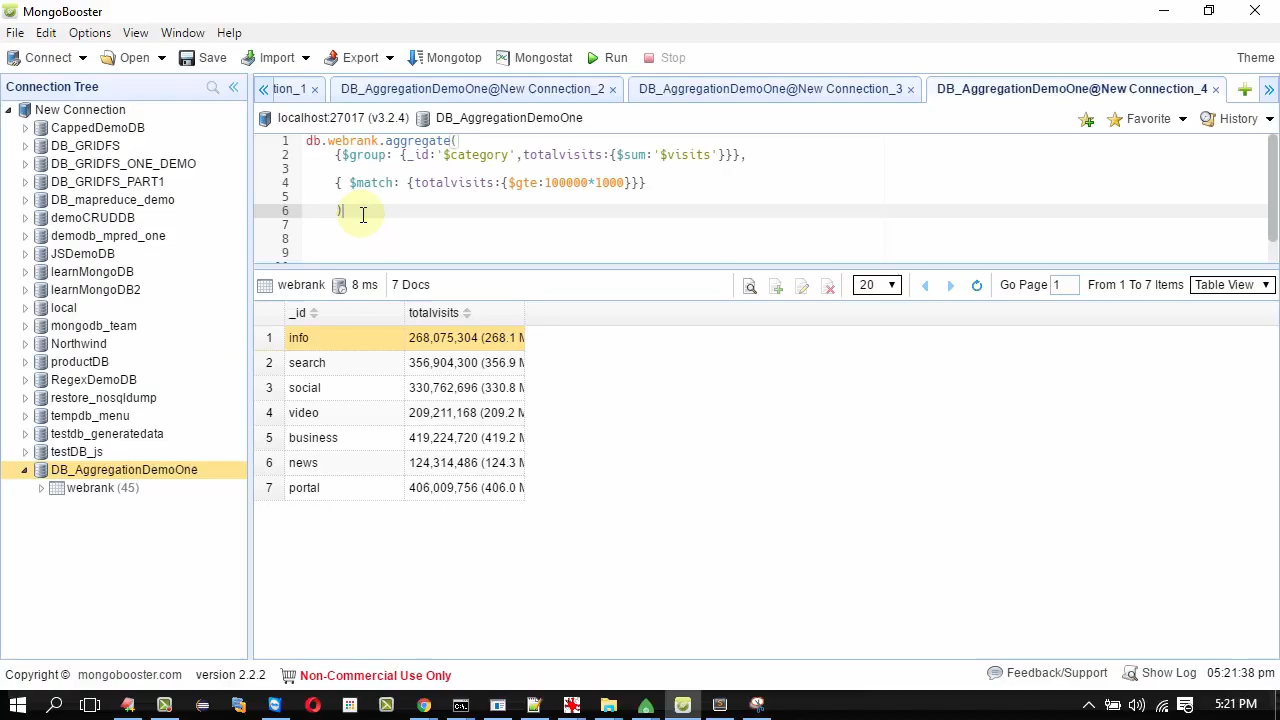 MongoBooster
File Edit Options View Window Help
Connect Open Save Import Export Mongotop Mongostat Run Stop Theme
Connection Tree
tion_1 × DB_AggregationDemoOne@New Connection_2 × DB_AggregationDemoOne@New Connection_3 × DB_AggregationDemoOne@New Connection_4 ×
New Connection
CappedDemoDB
DB_GRIDFS
DB_GRIDFS_ONE_DEMO
DB_GRIDFS_PART1
DB_mapreduce_demo
demoCRUDDB
demodb_mpred_one
JSDemoDB
learnMongoDB
learnMongoDB2
local
mongodb_team
Northwind
productDB
RegexDemoDB
restore_nosqldump
tempdb_menu
testdb_generatedata
testDB_js
DB_AggregationDemoOne
webrank (45)
localhost:27017 (v3.2.4) DB_AggregationDemoOne Favorite History
1 db.webrank.aggregate(
2 {$group: {_id:'$category',totalvisits:{$sum:'$visits'}}},
3
4 { $match: {totalvisits:{$gte:100000*1000}}}
5
6 )
7
8
9
webrank 8 ms 7 Docs 20 Go Page 1 From 1 To 7 Items Table View
_id totalvisits
1 info 268,075,304 (268.1 M
2 search 356,904,300 (356.9 M
3 social 330,762,696 (330.8 M
4 video 209,211,168 (209.2 M
5 business 419,224,720 (419.2 M
6 news 124,314,486 (124.3 M
7 portal 406,009,756 (406.0 M
Copyright © mongobooster.com version 2.2.2 Non-Commercial Use Only Feedback/Support Show Log 05:21:38 pm
5:21 PM